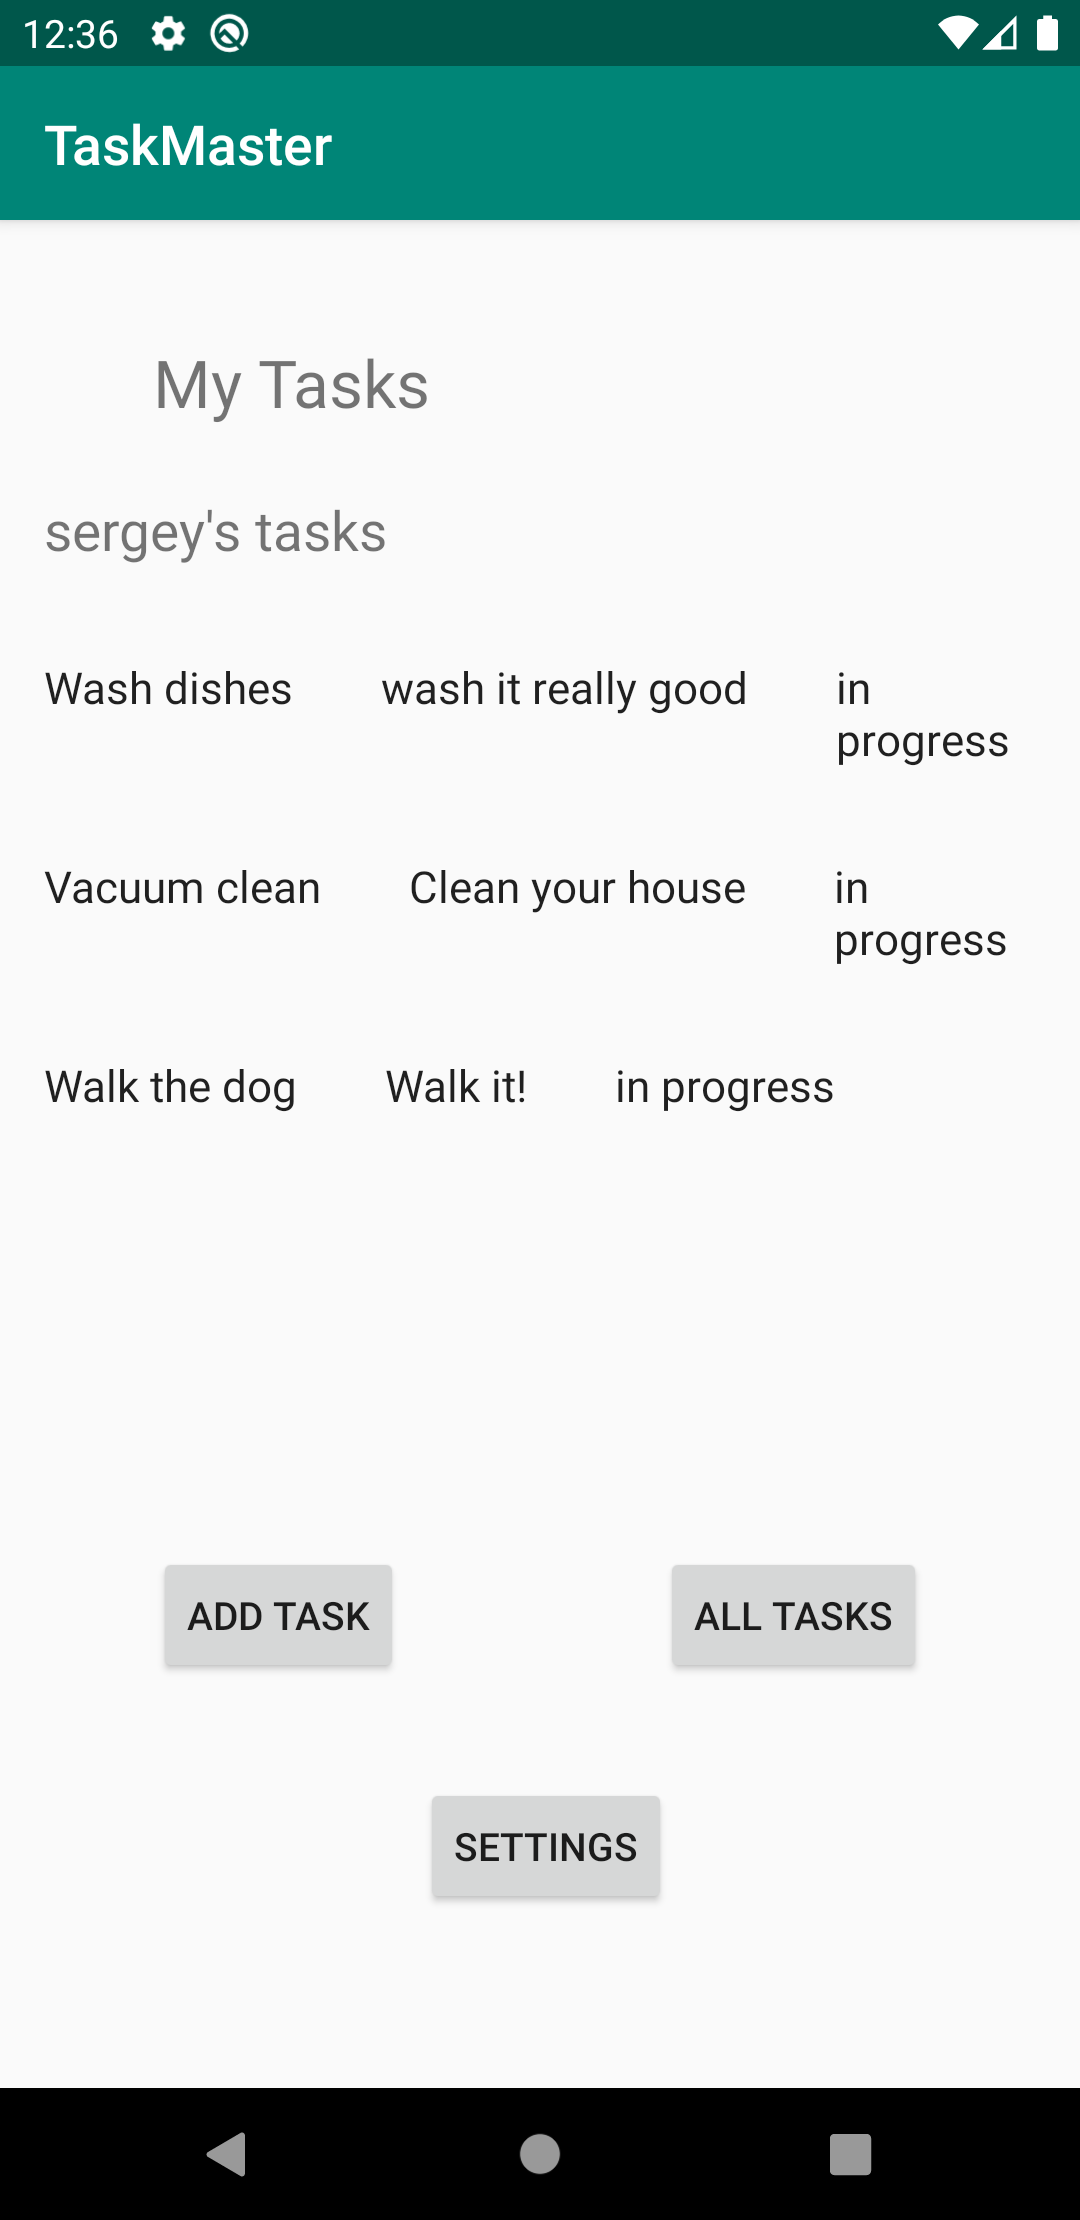 12:36
TaskMaster
My Tasks
sergey's tasks
Wash dishes wash it really good in
progress
Vacuum clean Clean your house in
progress
Walk the dog Walk it! in progress
ADD TASK ALL TASKS
SETTINGS